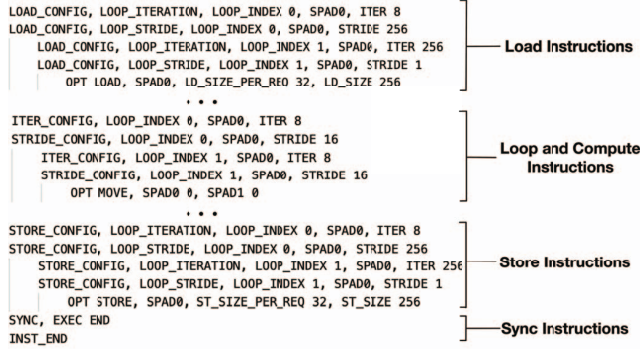 LOAD_CONFIG, LOOP_ITERATION, LOOP_INDEX 0, SPAD0, ITER 8
LOAD_CONFIG, LOOP_STRIDE, LOOP_INDEX 0, SPAD0, STRIDE 256
LOAD_CONFIG, LOOP_ITERATION, LOOP_INDEX 1, SPAD0, ITER 256
LOAD_CONFIG, LOOP_STRIDE, LOOP_INDEX 1, SPAD0, STRIDE 1
OPT LOAD, SPAD0, LD_SIZE_PER_REQ 32, LD_SIZE 256
Load Instructions
• • •
ITER_CONFIG, LOOP_INDEX 0, SPAD0, ITER 8
STRIDE_CONFIG, LOOP_INDEX 0, SPAD0, STRIDE 16
ITER_CONFIG, LOOP_INDEX 1, SPAD0, ITER 8
STRIDE_CONFIG, LOOP_INDEX 1, SPAD0, STRIDE 16
OPT MOVE, SPAD0 0, SPAD1 0
Loop and Compute
Instructions
• • •
STORE_CONFIG, LOOP_ITERATION, LOOP_INDEX 0, SPAD0, ITER 8
STORE_CONFIG, LOOP_STRIDE, LOOP_INDEX 0, SPAD0, STRIDE 256
STORE_CONFIG, LOOP_ITERATION, LOOP_INDEX 1, SPAD0, ITER 256
STORE_CONFIG, LOOP_STRIDE, LOOP_INDEX 1, SPAD0, STRIDE 1
OPT STORE, SPAD0, ST_SIZE_PER_REQ 32, ST_SIZE 256
Store Instructions
SYNC, EXEC END
INST_END
Sync Instructions